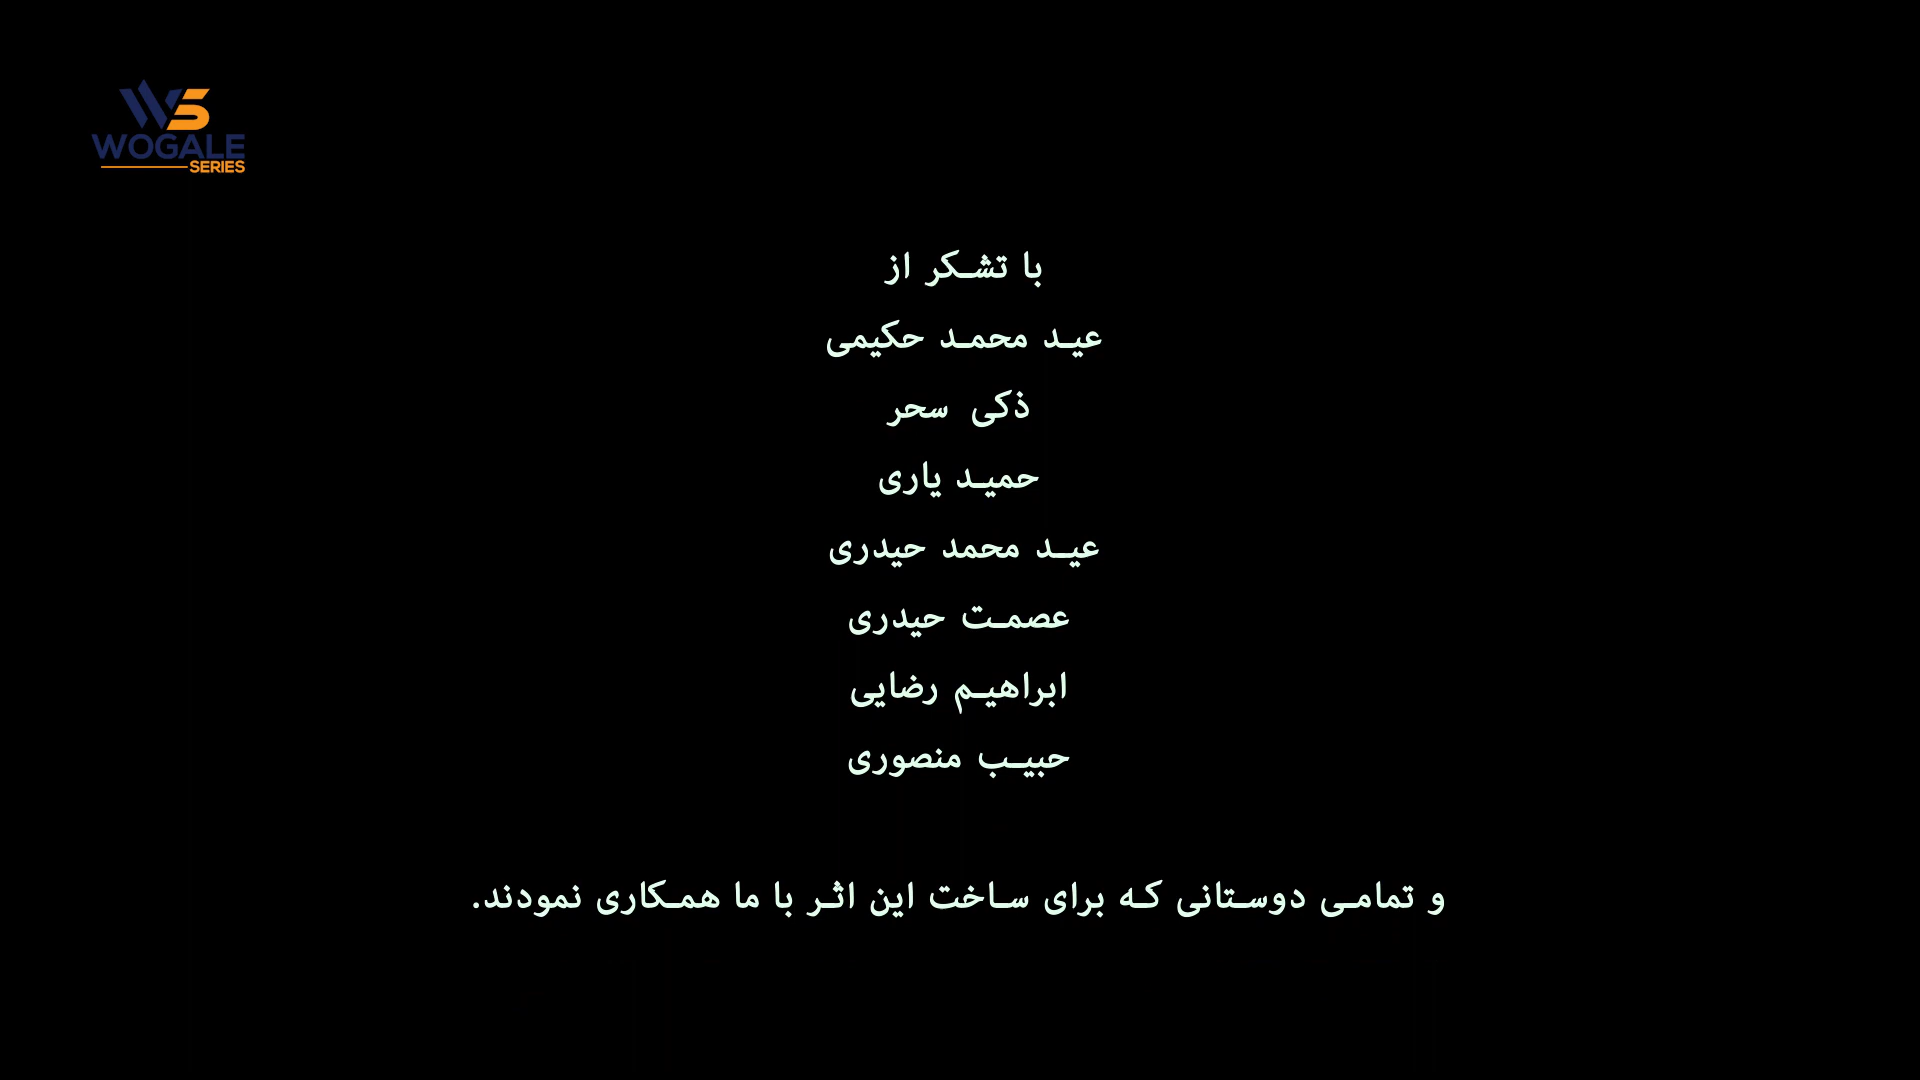 WS
WOGALE
SERIES
با تشکر از
عید محمد حکیمی
ذکی سحر
حمید یاری
عید محمد حیدری
عصمت حیدری
ابراهیم رضایی
حبیب منصوری
و تمامی دوستانی که برای ساخت این اثر با ما همکاری نمودند.